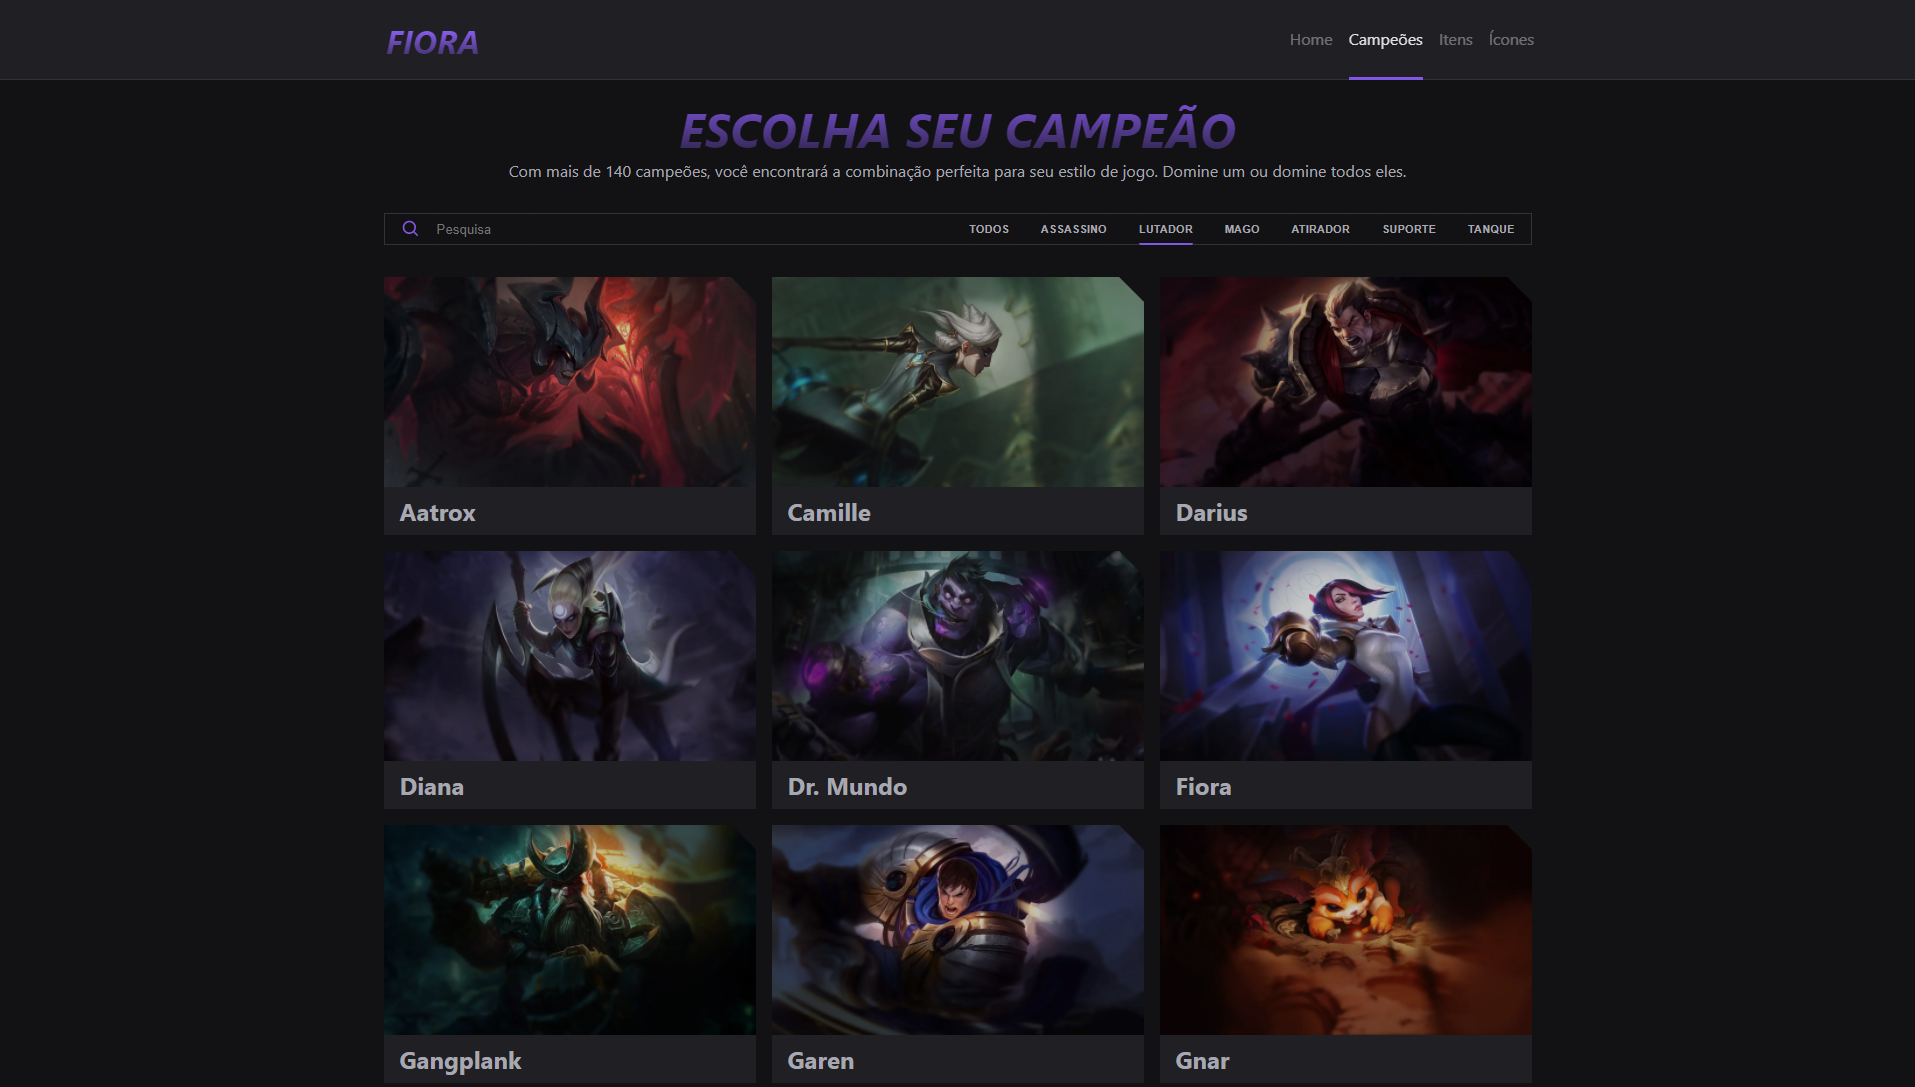 FIORA
Home Campeões Itens Ícones
ESCOLHA SEU CAMPEÃO
Com mais de 140 campeões, você encontrará a combinação perfeita para seu estilo de jogo. Domine um ou domine todos eles.
Pesquisa TODOS ASSASSINO LUTADOR MAGO ATIRADOR SUPORTE TANQUE
Aatrox Camille Darius
Diana Dr. Mundo Fiora
Gangplank Garen Gnar